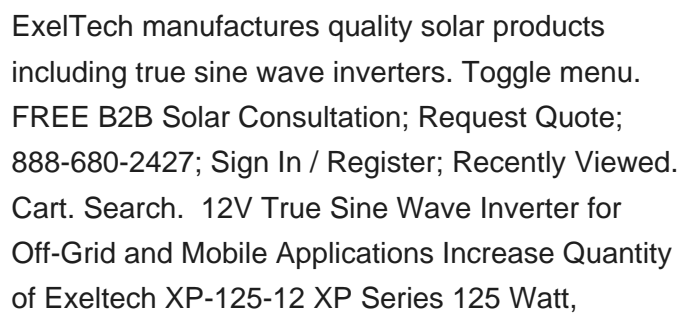 ExelTech manufactures quality solar products
including true sine wave inverters. Toggle menu.
FREE B2B Solar Consultation; Request Quote;
888-680-2427; Sign In / Register; Recently Viewed.
Cart. Search.  12V True Sine Wave Inverter for
Off-Grid and Mobile Applications Increase Quantity
of Exeltech XP-125-12 XP Series 125 Watt,